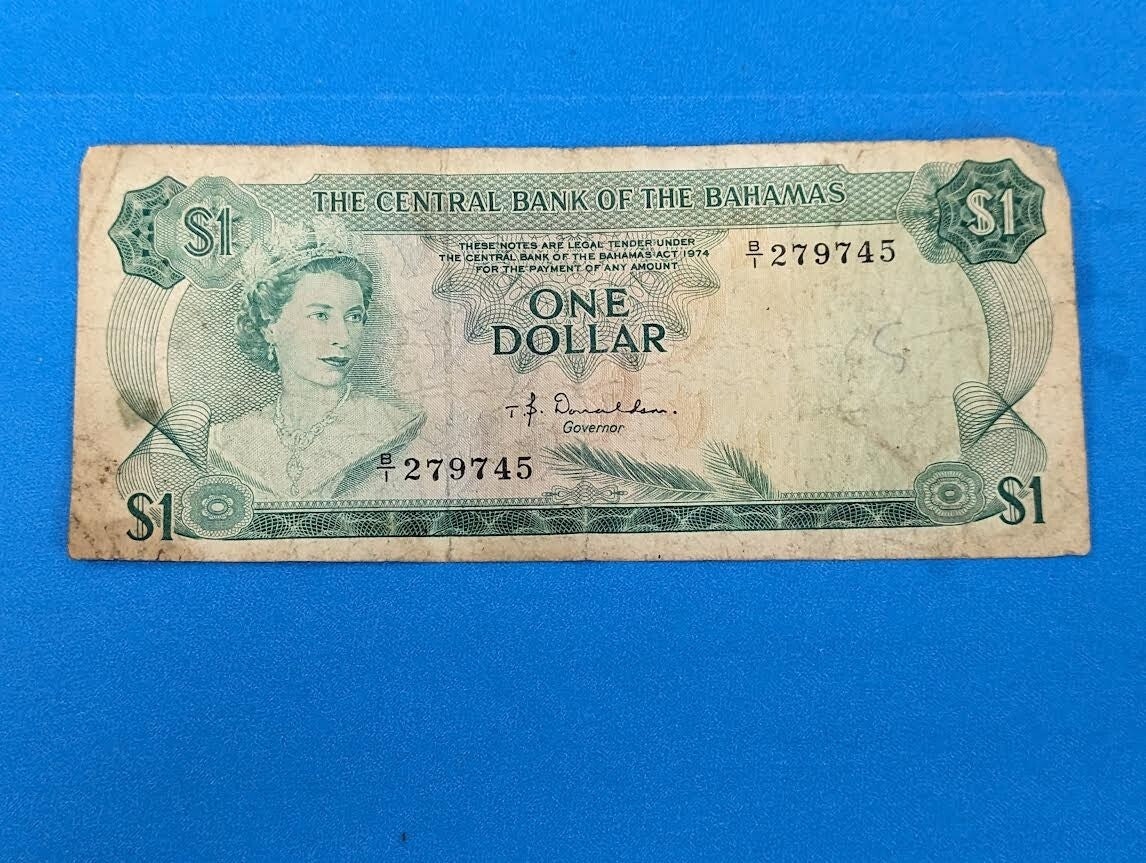 $1
THE CENTRAL BANK OF THE BAHAMAS
$1
THESE NOTES ARE LEGAL TENDER UNDER
THE CENTRAL BANK OF THE BAHAMAS ACT 1974
FOR THE PAYMENT OF ANY AMOUNT
B/1 279745
ONE
DOLLAR
T. B. Donaldson.
Governor
B/1 279745
$1
$1